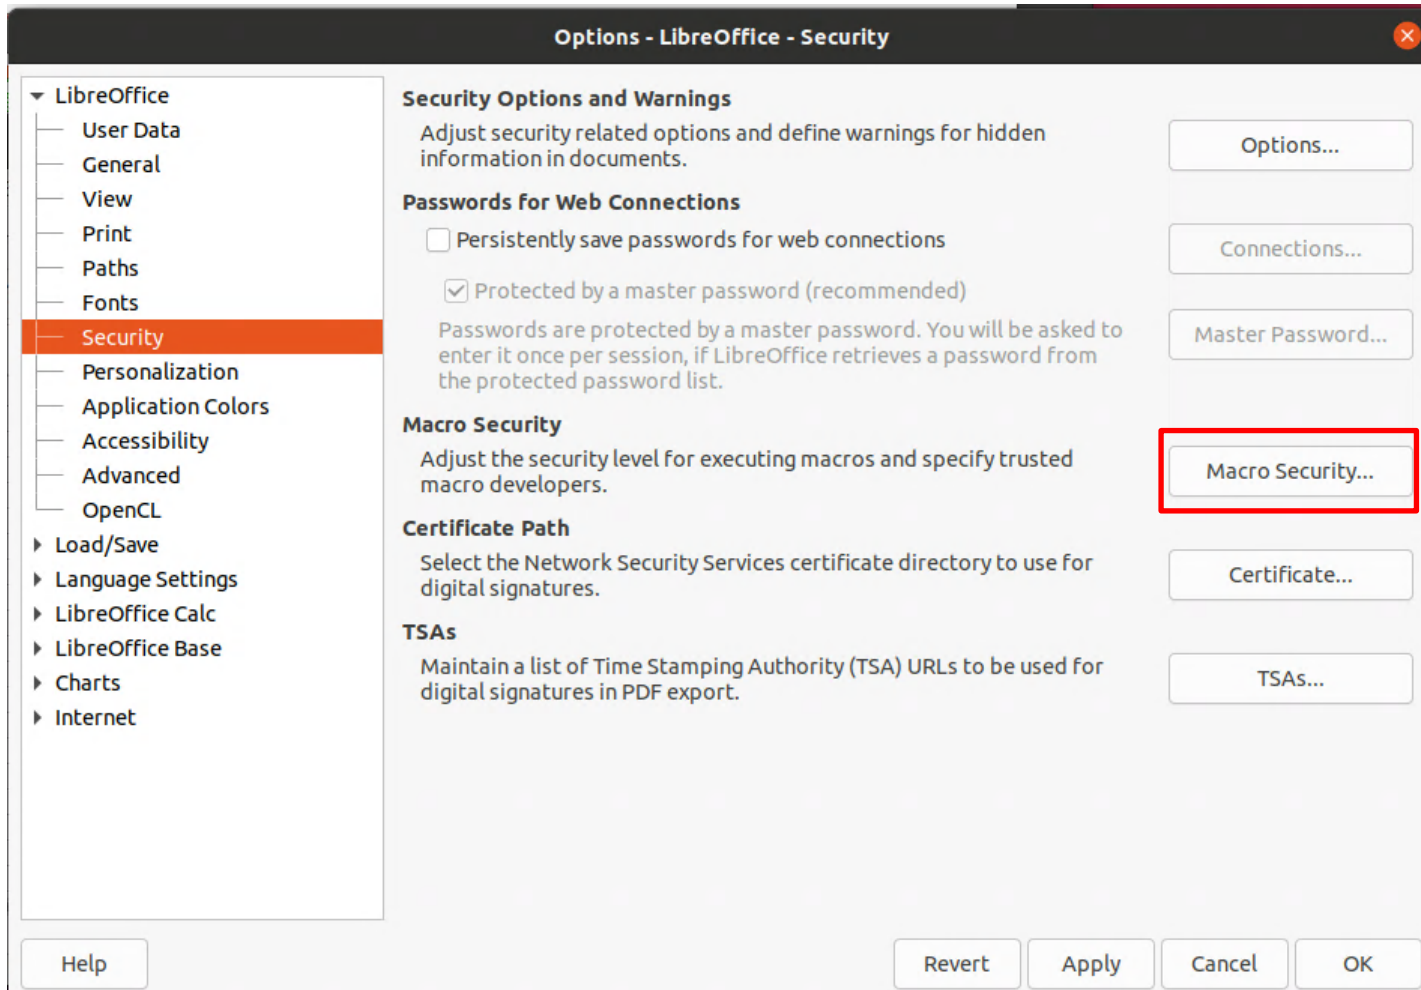 Options - LibreOffice - Security
LibreOffice
User Data
General
View
Print
Paths
Fonts
Security
Personalization
Application Colors
Accessibility
Advanced
OpenCL
Load/Save
Language Settings
LibreOffice Calc
LibreOffice Base
Charts
Internet
Security Options and Warnings
Adjust security related options and define warnings for hidden
information in documents.
Options...
Passwords for Web Connections
Persistently save passwords for web connections
Connections...
Protected by a master password (recommended)
Passwords are protected by a master password. You will be asked to
enter it once per session, if LibreOffice retrieves a password from
the protected password list.
Master Password...
Macro Security
Adjust the security level for executing macros and specify trusted
macro developers.
Macro Security...
Certificate Path
Select the Network Security Services certificate directory to use for
digital signatures.
Certificate...
TSAs
Maintain a list of Time Stamping Authority (TSA) URLs to be used for
digital signatures in PDF export.
TSAs...
Help
Revert
Apply
Cancel
OK